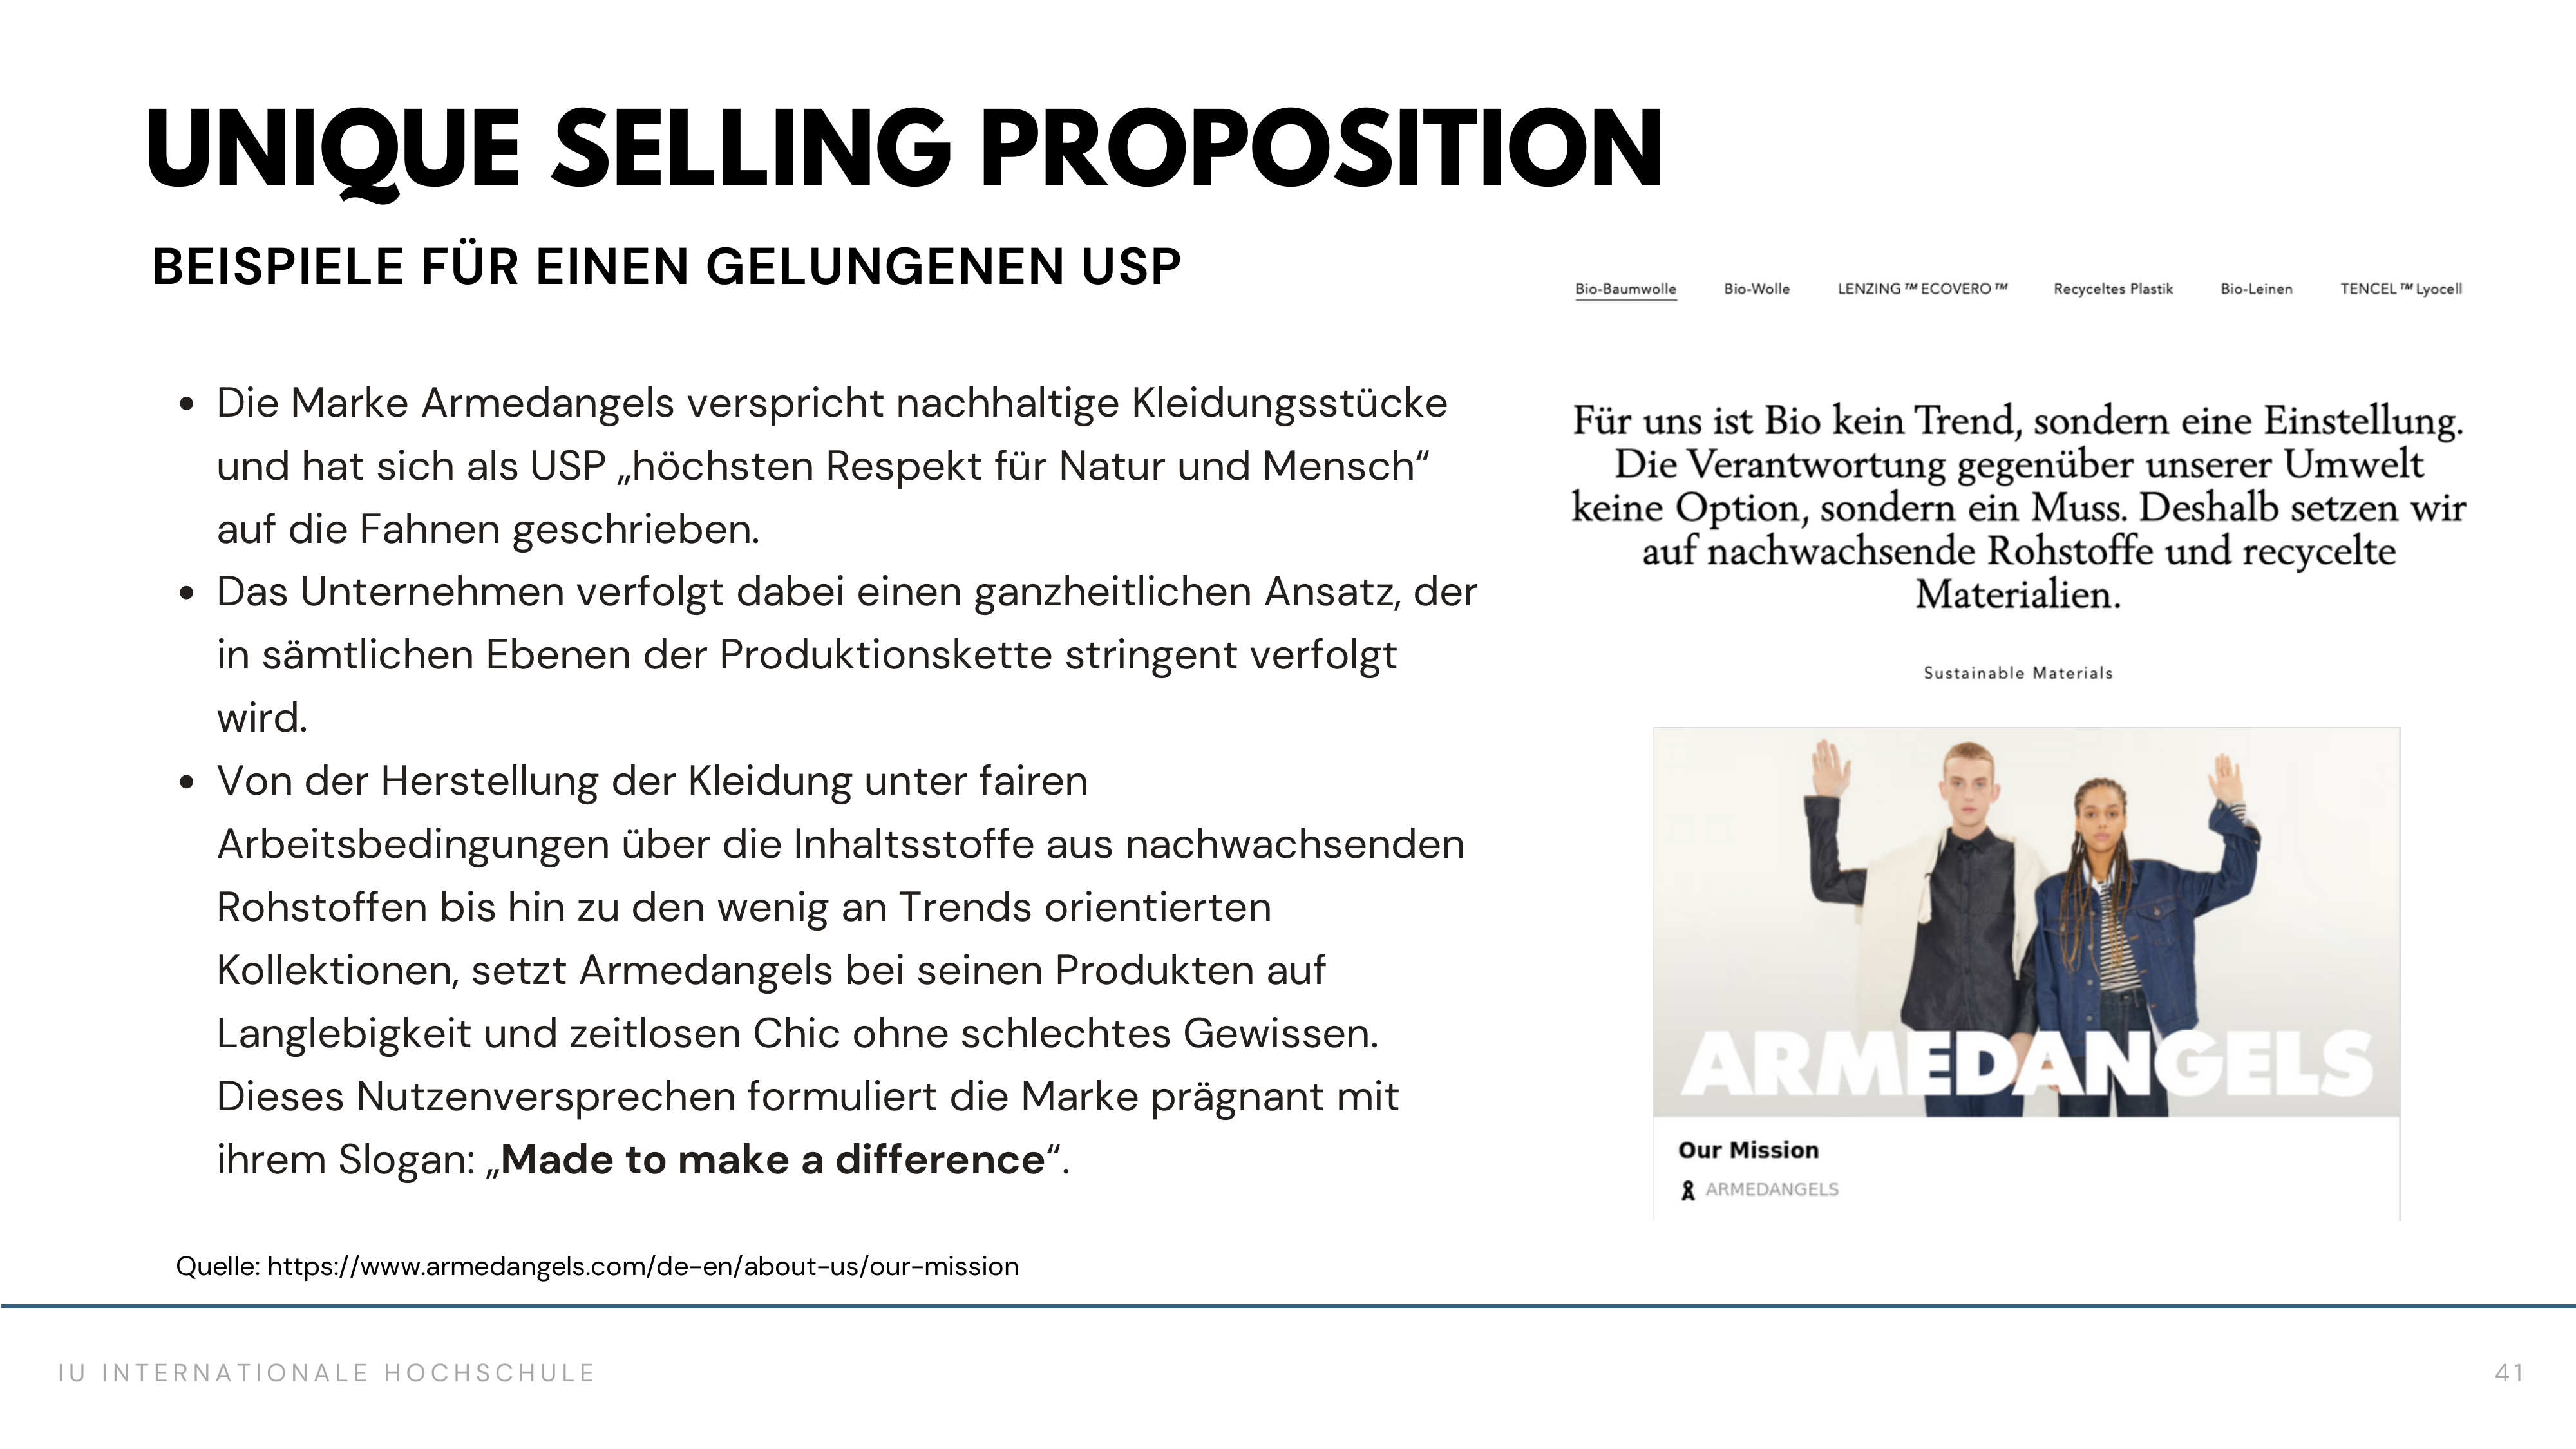 UNIQUE SELLING PROPOSITION
BEISPIELE FÜR EINEN GELUNGENEN USP
• Die Marke Armedangels verspricht nachhaltige Kleidungsstücke
und hat sich als USP „höchsten Respekt für Natur und Mensch“
auf die Fahnen geschrieben.
• Das Unternehmen verfolgt dabei einen ganzheitlichen Ansatz, der
in sämtlichen Ebenen der Produktionskette stringent verfolgt
wird.
• Von der Herstellung der Kleidung unter fairen
Arbeitsbedingungen über die Inhaltsstoffe aus nachwachsenden
Rohstoffen bis hin zu den wenig an Trends orientierten
Kollektionen, setzt Armedangels bei seinen Produkten auf
Langlebigkeit und zeitlosen Chic ohne schlechtes Gewissen.
Dieses Nutzenversprechen formuliert die Marke prägnant mit
ihrem Slogan: „Made to make a difference“.
Quelle: https://www.armedangels.com/de-en/about-us/our-mission
Bio-Baumwolle Bio-Wolle LENZING™ ECOVERO™ Recyceltes Plastik Bio-Leinen TENCEL™ Lyocell
Für uns ist Bio kein Trend, sondern eine Einstellung.
Die Verantwortung gegenüber unserer Umwelt
keine Option, sondern ein Muss. Deshalb setzen wir
auf nachwachsende Rohstoffe und recycelte
Materialien.
Sustainable Materials
ARMEDANGELS
Our Mission
ARMEDANGELS
IU INTERNATIONALE HOCHSCHULE
41